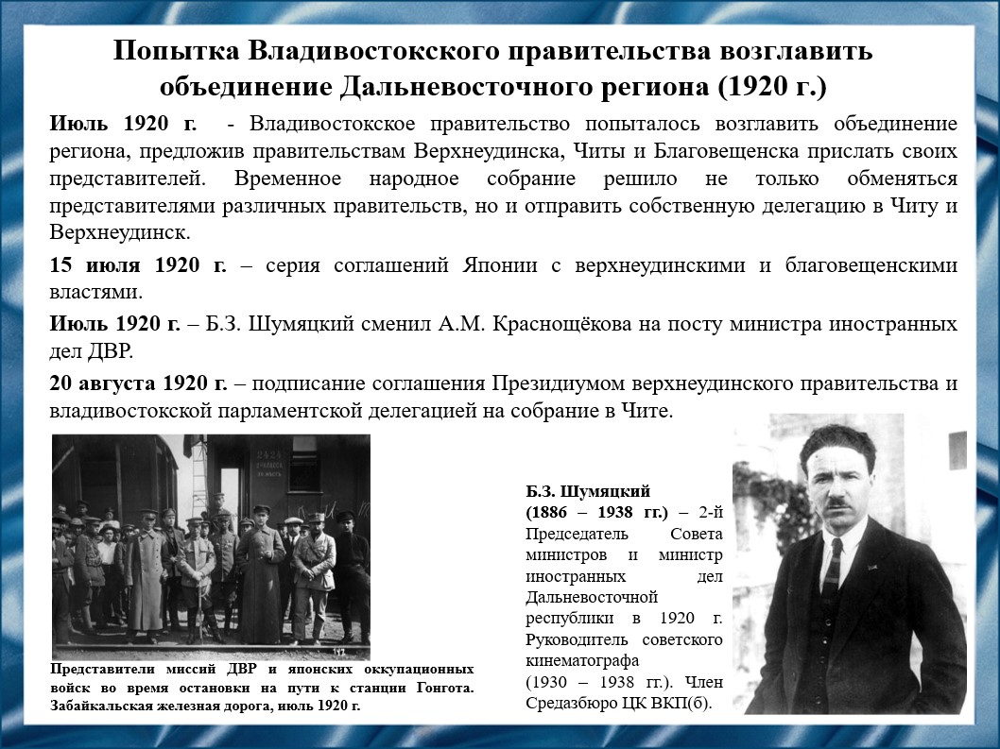 Попытка Владивостокского правительства возглавить
объединение Дальневосточного региона (1920 г.)
Июль 1920 г. - Владивостокское правительство попыталось возглавить объединение
региона, предложив правительствам Верхнеудинска, Читы и Благовещенска прислать своих
представителей. Временное народное собрание решило не только обменяться
представителями различных правительств, но и отправить собственную делегацию в Читу и
Верхнеудинск.
15 июля 1920 г. – серия соглашений Японии с верхнеудинскими и благовещенскими
властями.
Июль 1920 г. – Б.З. Шумяцкий сменил А.М. Краснощёкова на посту министра иностранных
дел ДВР.
20 августа 1920 г. – подписание соглашения Президиумом верхнеудинского правительства и
владивостокской парламентской делегацией на собрание в Чите.
2423
147
Представители миссий ДВР и японских оккупационных
войск во время остановки на пути к станции Гонгота.
Забайкальская железная дорога, июль 1920 г.
Б.З. Шумяцкий
(1886 – 1938 гг.) – 2-й
Председатель Совета
министров и министр
иностранных дел
Дальневосточной
республики в 1920 г.
Руководитель советского
кинематографа
(1930 – 1938 гг.). Член
Средазбюро ЦК ВКП(б).